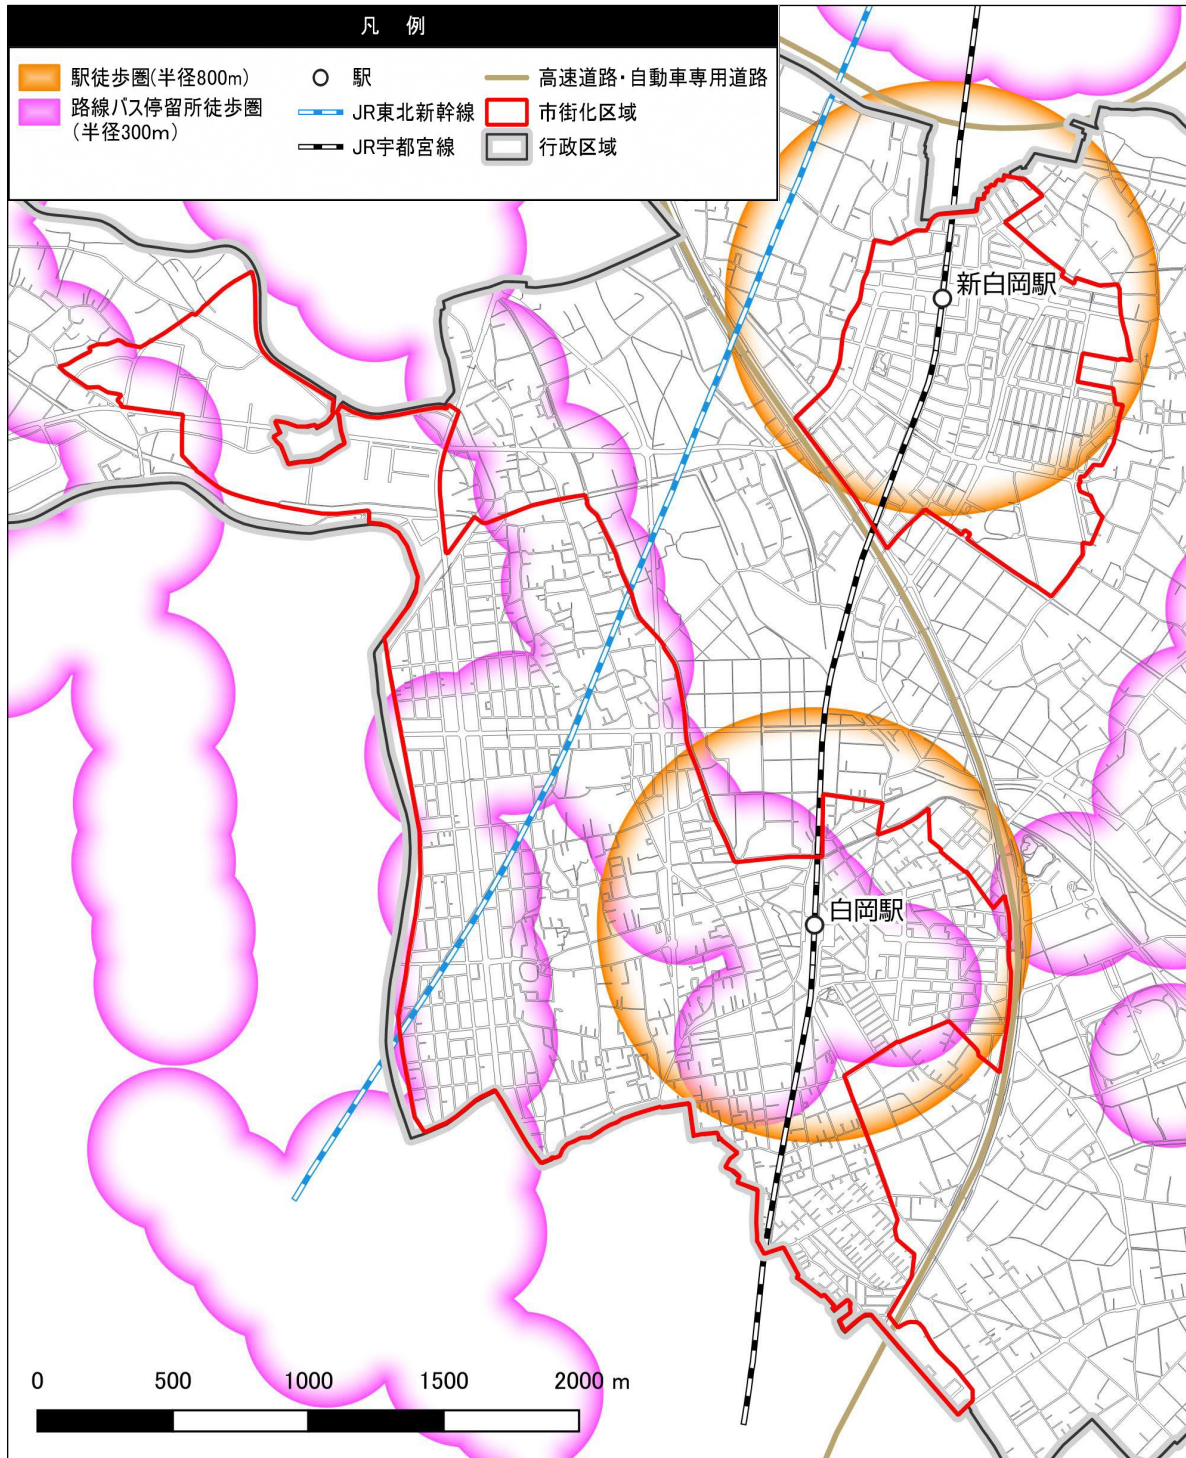 凡 例
駅徒歩圏(半径800m)
路線バス停留所徒歩圏
(半径300m)
駅
JR東北新幹線
JR宇都宮線
高速道路・自動車専用道路
市街化区域
行政区域
新白岡駅
白岡駅
0 500 1000 1500 2000 m